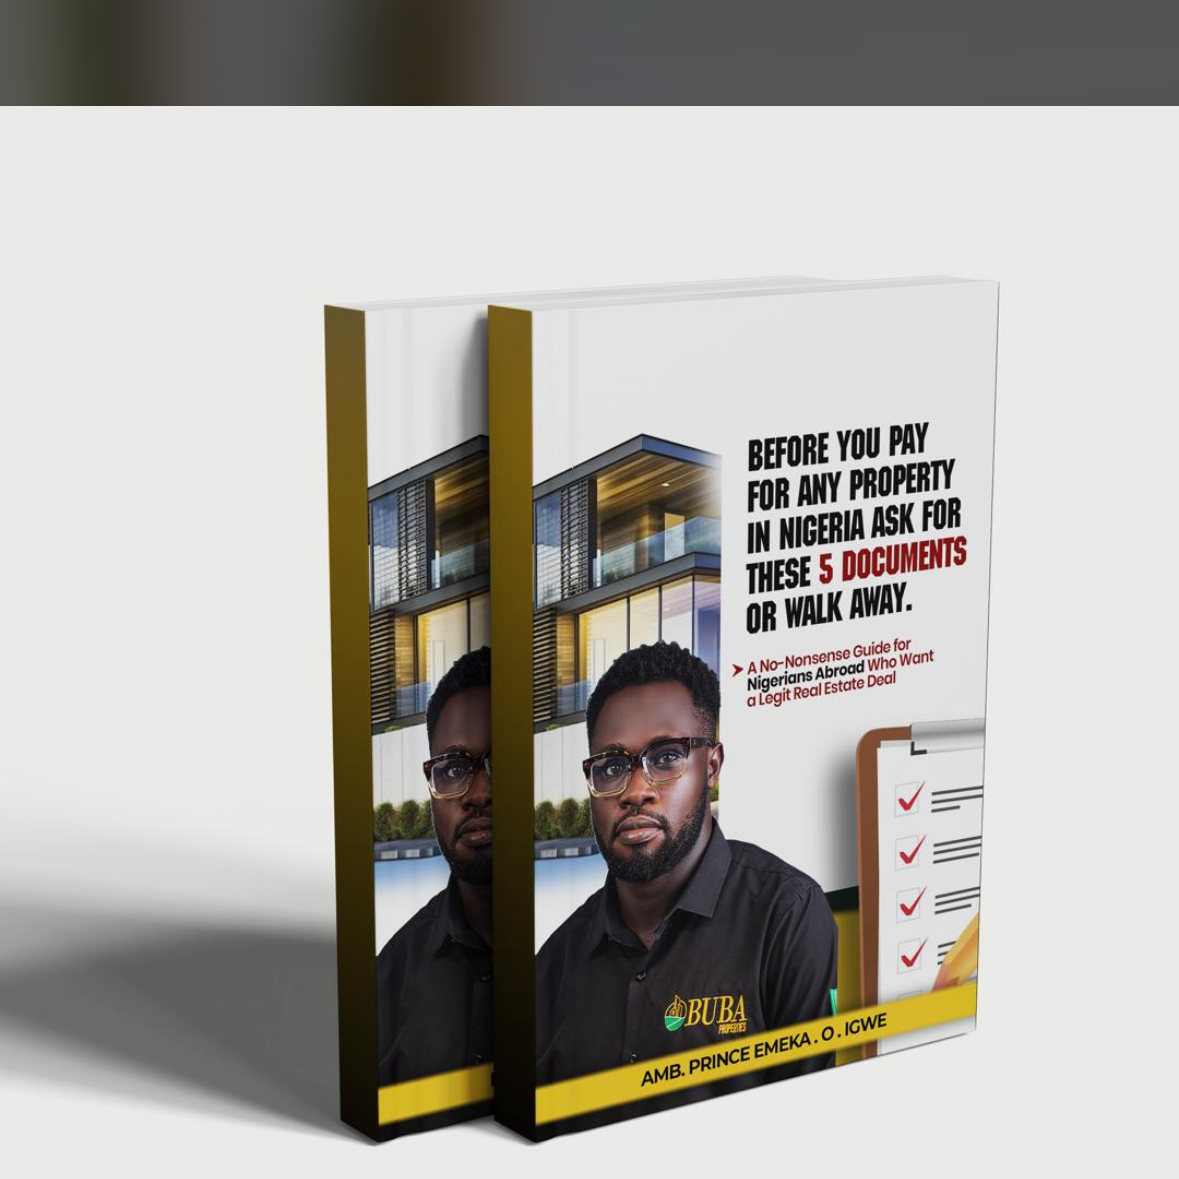 BEFORE YOU PAY
FOR ANY PROPERTY
IN NIGERIA ASK FOR
THESE 5 DOCUMENTS
OR WALK AWAY.
A No-Nonsense Guide for
Nigerians Abroad Who Want
a Legit Real Estate Deal
BUBA
PROPERTIES
AMB. PRINCE EMEKA . O . IGWE